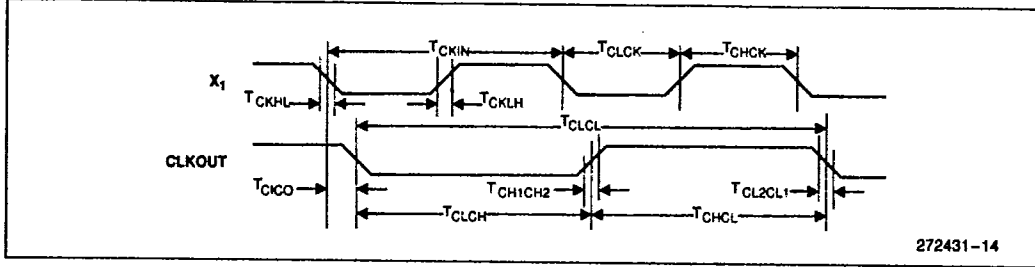 TCKIN
TCLCK
TCHCK
X1
TCKHL
TCKLH
TCLCL
CLKOUT
TCICO
TCH1CH2
TCL2CL1
TCLCH
TCHCL
272431-14